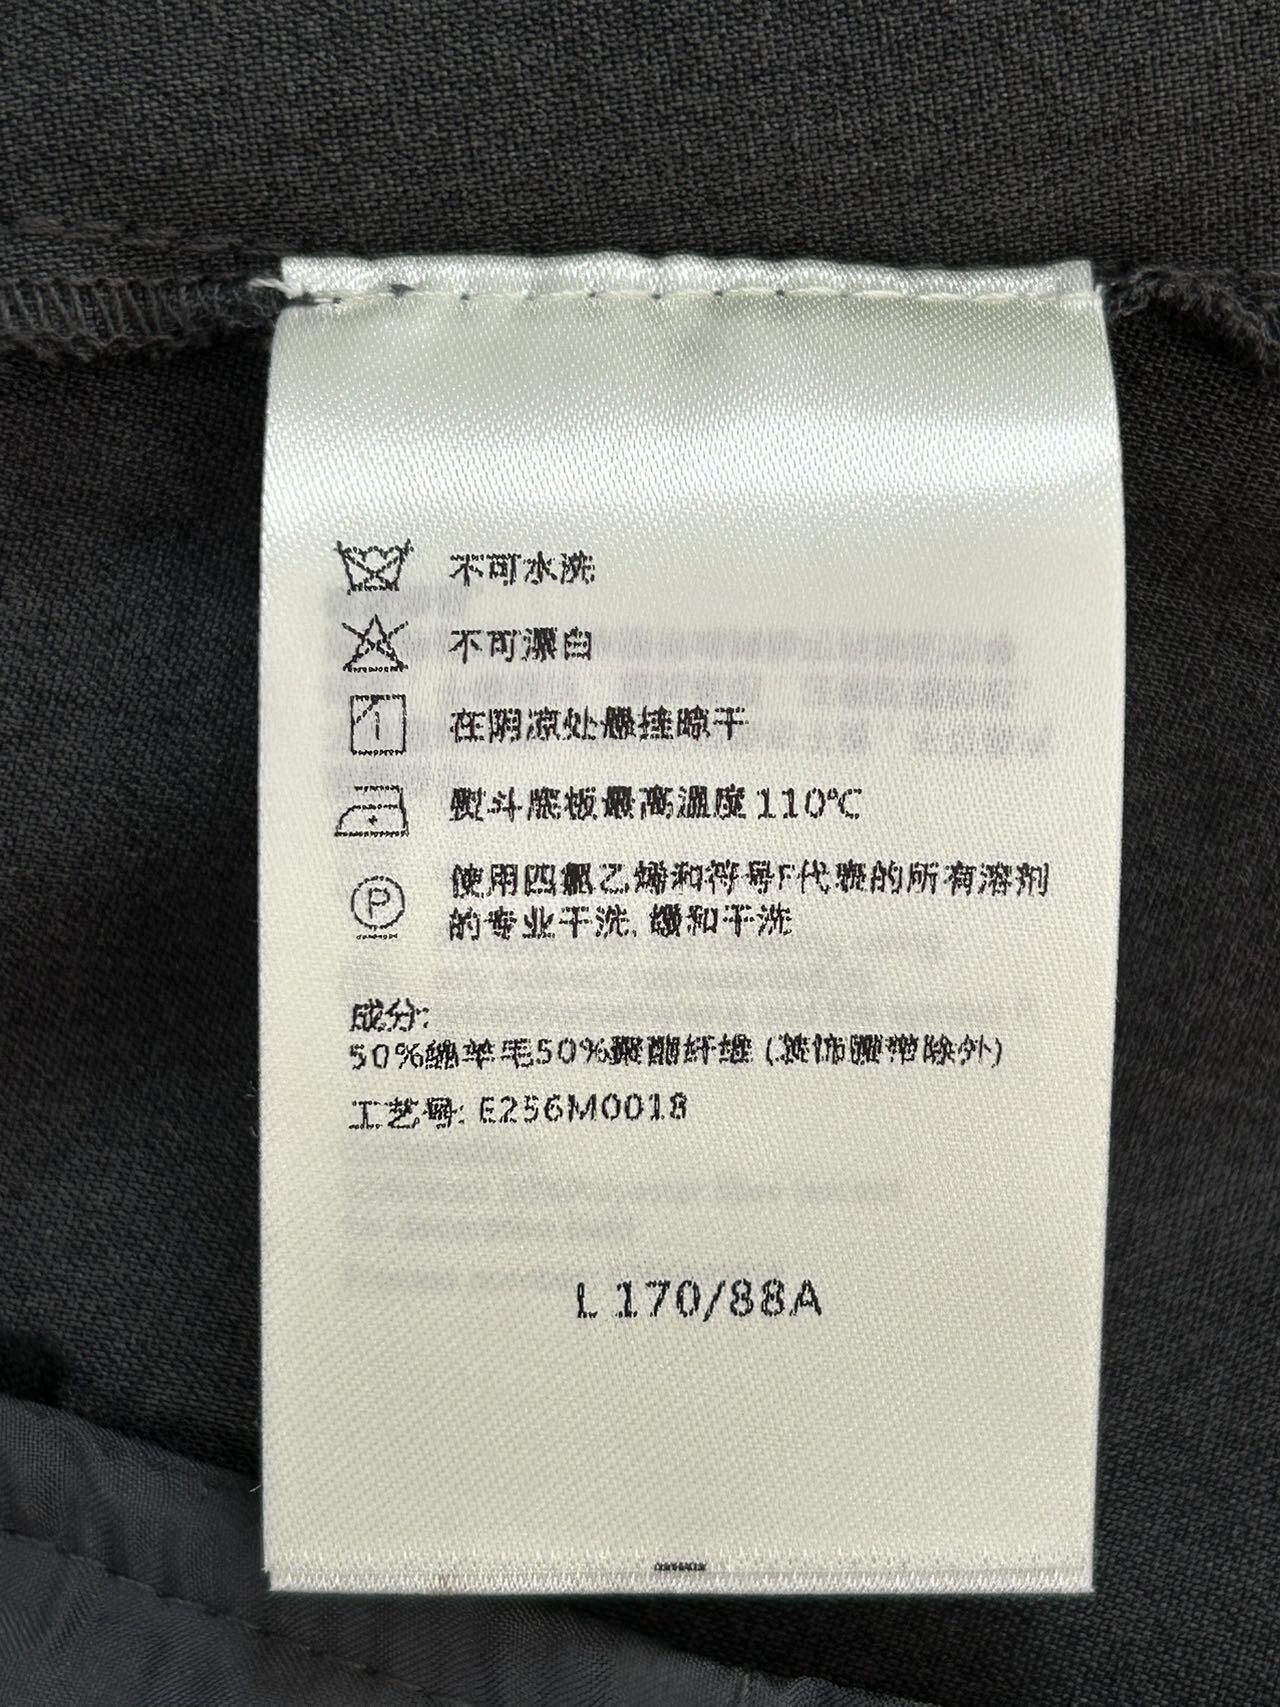 不可水洗
不可漂白
在阴凉处悬挂晾干
熨斗底板最高温度110℃
使用四氯乙烯和符号F代表的所有溶剂
的专业干洗, 缓和干洗
成分:
50%绵羊毛50%聚酯纤维 (装饰腰带除外)
工艺号: E256M0018
L 170/88A